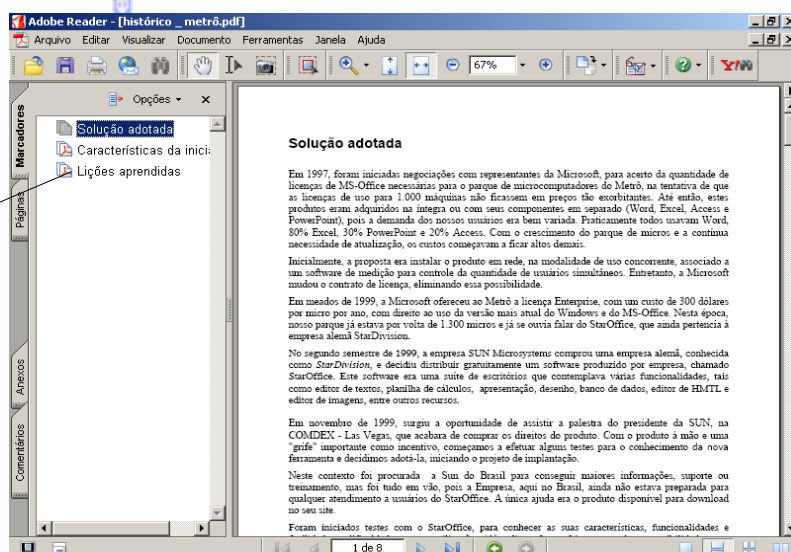 Adobe Reader - [histórico _ metrô.pdf]
Arquivo Editar Visualizar Documento Ferramentas Janela Ajuda
67%
Y!
Opções
Marcadores
Páginas
Anexos
Comentários
Solução adotada
Características da inici
Lições aprendidas
Solução adotada
Em 1997, foram iniciadas negociações com representantes da Microsoft, para acerto da quantidade de
licenças de MS-Office necessárias para o parque de microcomputadores do Metrô, na tentativa de que
as licenças de uso para 1.000 máquinas não ficassem em preços tão exorbitantes. Até então, estes
produtos eram adquiridos na íntegra ou com seus componentes em separado (Word, Excel, Access e
PowerPoint), pois a demanda dos nossos usuários era bem variada. Praticamente todos usavam Word,
80% Excel, 30% PowerPoint e 20% Access. Com o crescimento do parque de micros e a contínua
necessidade de atualização, os custos começavam a ficar altos demais.
Inicialmente, a proposta era instalar o produto em rede, na modalidade de uso concorrente, associado a
um software de medição para controle da quantidade de usuários simultâneos. Entretanto, a Microsoft
mudou o contrato de licença, eliminando essa possibilidade.
Em meados de 1999, a Microsoft ofereceu ao Metrô a licença Enterprise, com um custo de 300 dólares
por micro por ano, com direito ao uso da versão mais atual do Windows e do MS-Office. Nesta época,
nosso parque já estava por volta de 1.300 micros e já se ouvia falar do StarOffice, que ainda pertencia à
empresa alemã StarDivision.
No segundo semestre de 1999, a empresa SUN Microsystems comprou uma empresa alemã, conhecida
como StarDivision, e decidiu distribuir gratuitamente um software produzido por empresa, chamado
StarOffice. Este software era uma suíte de escritórios que contemplava várias funcionalidades, tais
como editor de textos, planilha de cálculos, apresentação, desenho, banco de dados, editor de HMTL e
editor de imagens, entre outros recursos.
Em novembro de 1999, surgiu a oportunidade de assistir a palestra do presidente da SUN, na
COMDEX - Las Vegas, que acabara de comprar os direitos do produto. Com o produto à mão e uma
"grife" importante como incentivo, começamos a efetuar alguns testes para o conhecimento da nova
ferramenta e decidimos adotá-la, iniciando o projeto de implantação.
Neste contexto foi procurada a Sun do Brasil para conseguir maiores informações, suporte ou
treinamento, mas foi tudo em vão, pois a Empresa, aqui no Brasil, ainda não estava preparada para
qualquer atendimento a usuários do StarOffice. A única ajuda era o produto disponível para download
no seu site.
Foram iniciados testes com o StarOffice, para conhecer as suas características, funcionalidades e
1 de 8